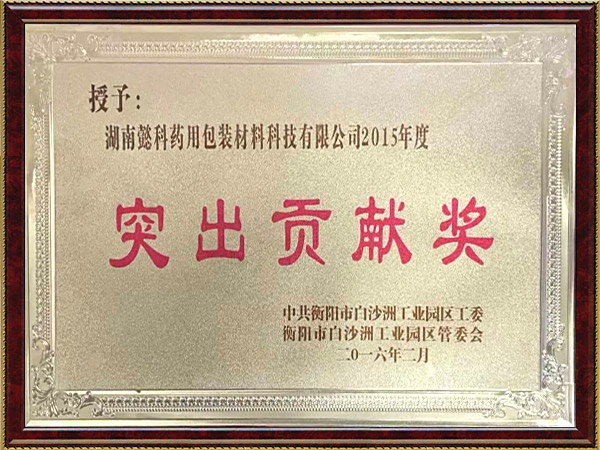 授予：
湖南懿科药用包装材料科技有限公司2015年度
突出贡献奖
中共衡阳市白沙洲工业园区工委
衡阳市白沙洲工业园区管委会
二〇一六年二月